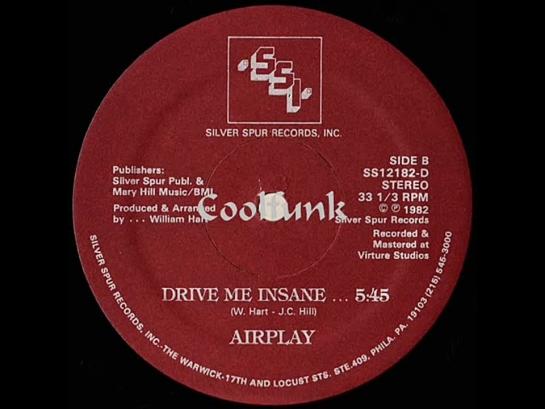 SSI
SILVER SPUR RECORDS, INC.
Publishers:
Silver Spur Publ. &
Mary Hill Music/BMI
Produced & Arranged
by ... William Hart
SIDE B
SS12182-D
STEREO
33 1/3 RPM
© ℗ 1982
Silver Spur Records
Recorded &
Mastered at
Virture Studios
Coolfunk
DRIVE ME INSANE ... 5:45
(W. Hart - J.C. Hill)
AIRPLAY
SILVER SPUR RECORDS, INC.-THE WARWICK-17TH AND LOCUST STS. STE.409, PHILA. PA. 19103 (215) 545-3000